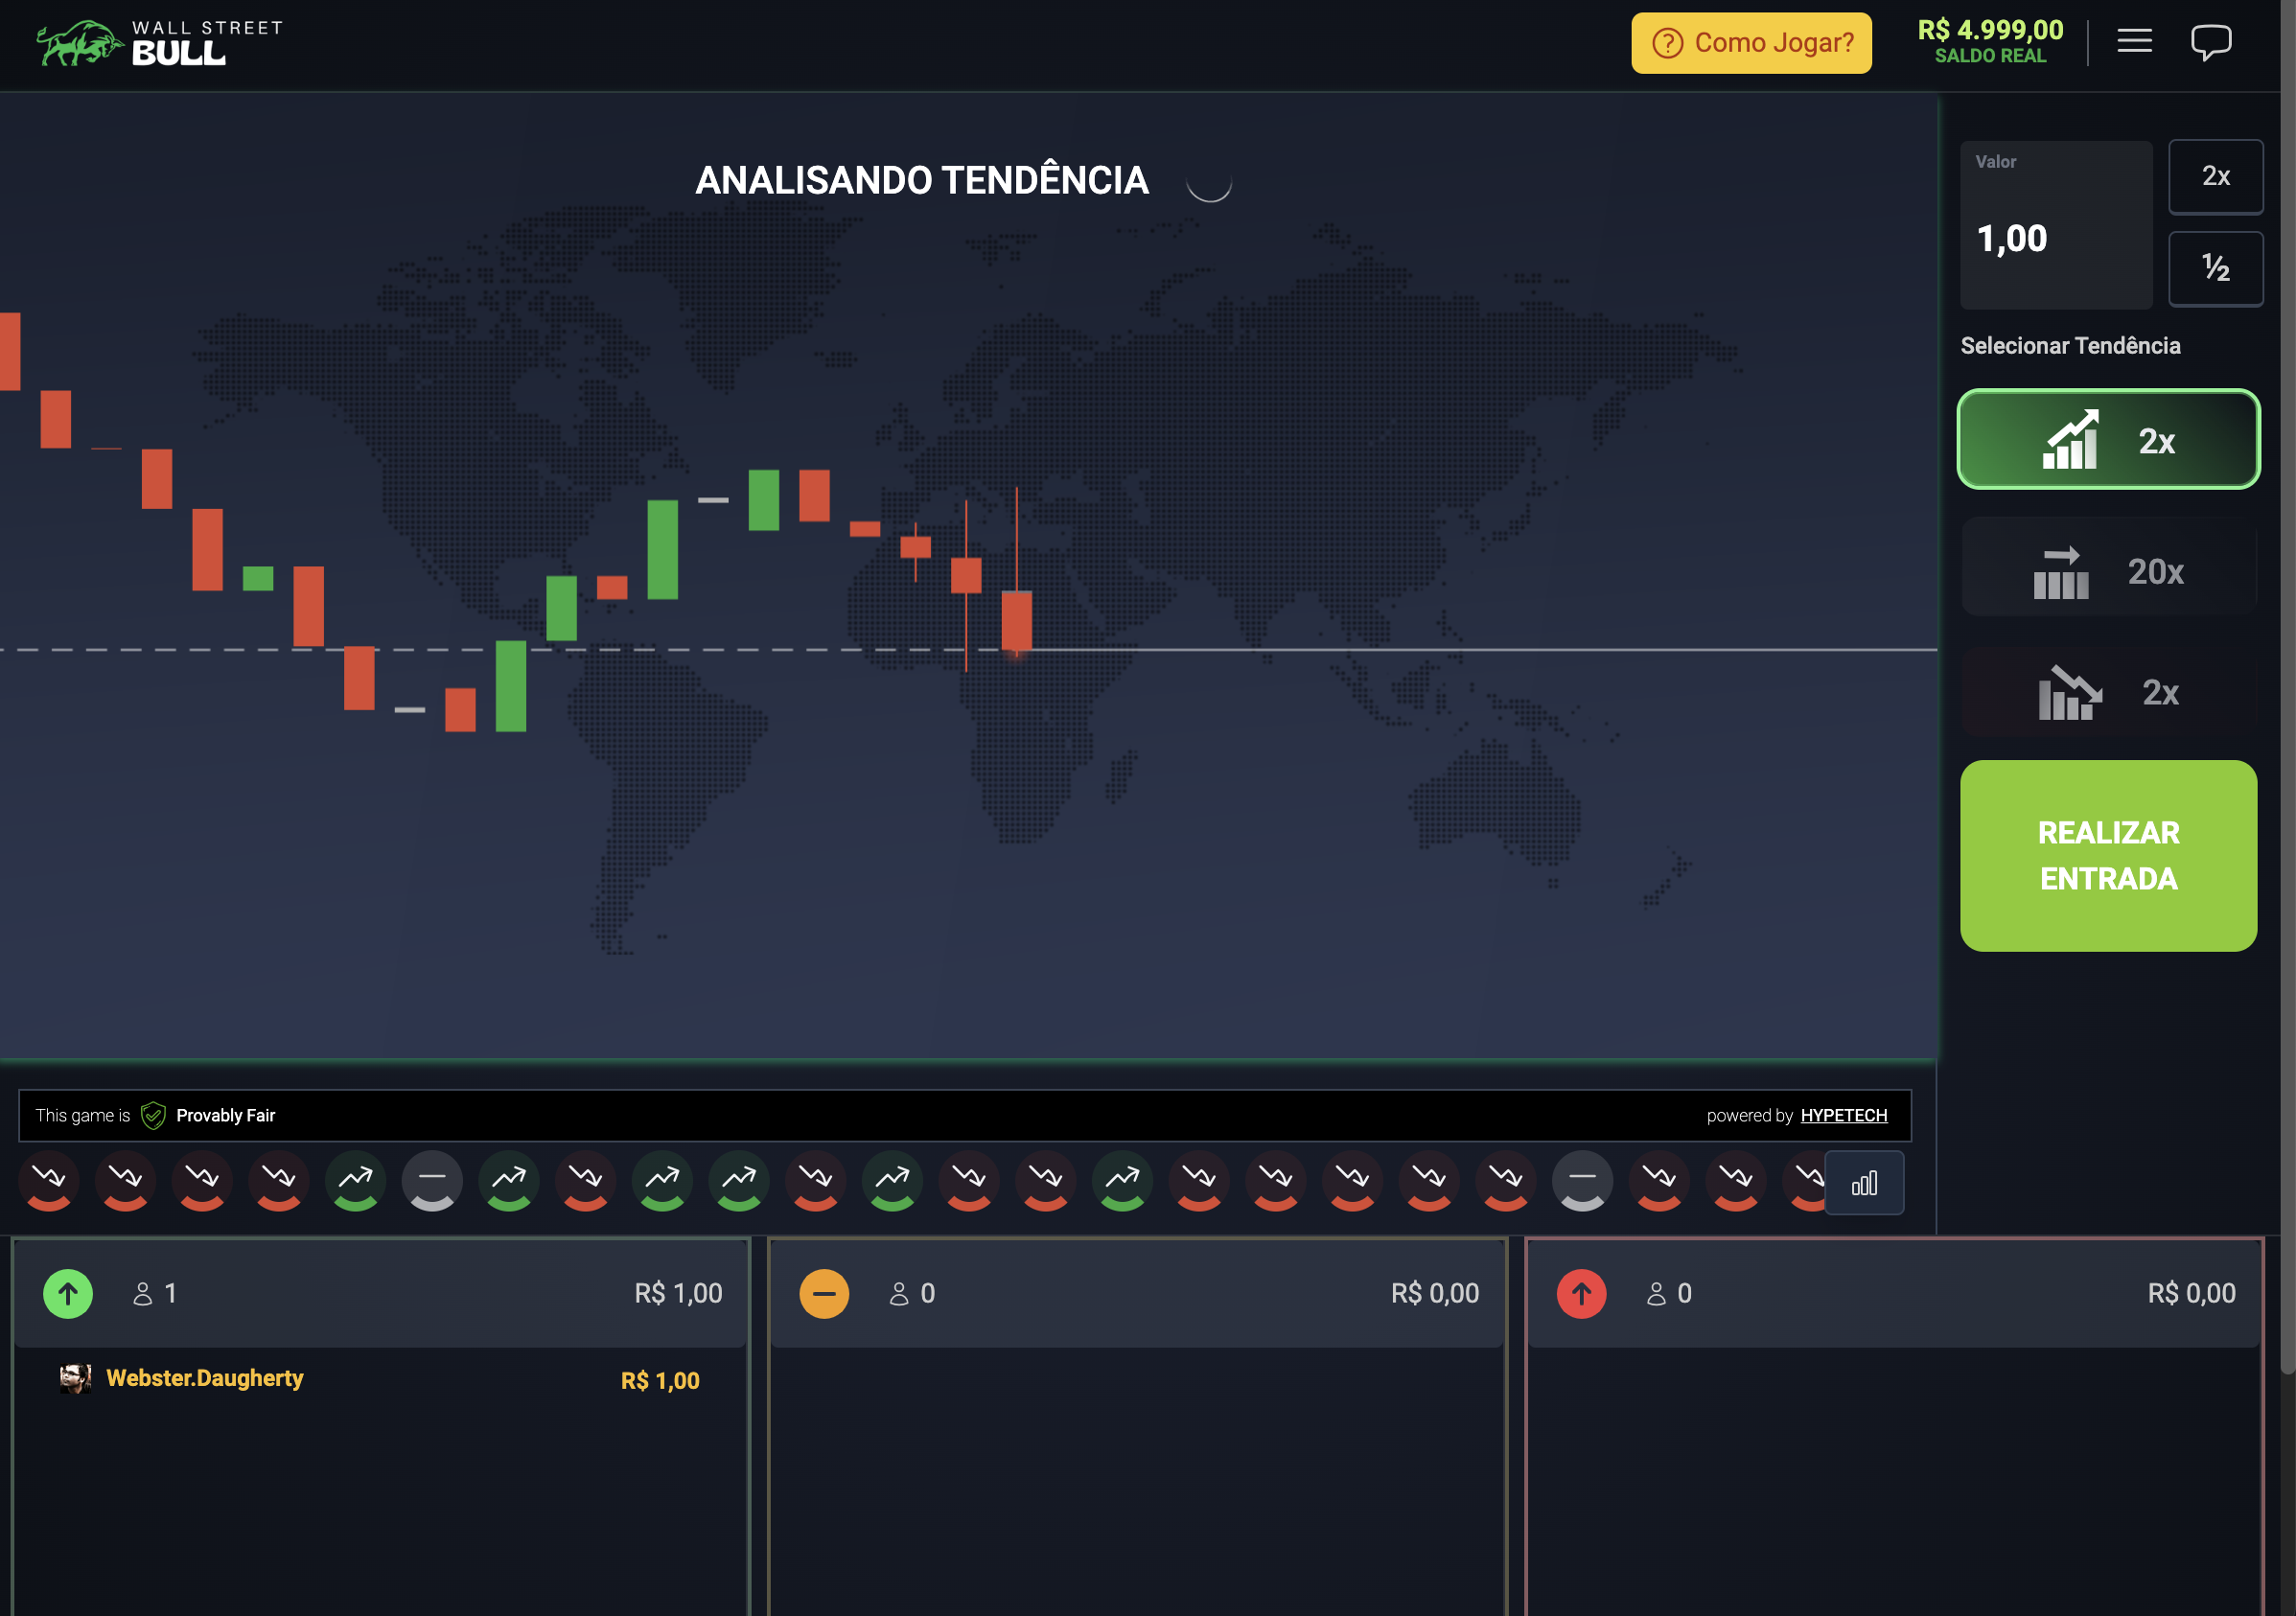 WALL STREET
BULL
Como Jogar?
R$ 4.999,00
SALDO REAL
ANALISANDO TENDÊNCIA
Valor
1,00
2x
½
Selecionar Tendência
2x
20x
2x
REALIZAR
ENTRADA
This game is Provably Fair
powered by HYPETECH
1 R$ 1,00
0 R$ 0,00
0 R$ 0,00
Webster.Daugherty R$ 1,00